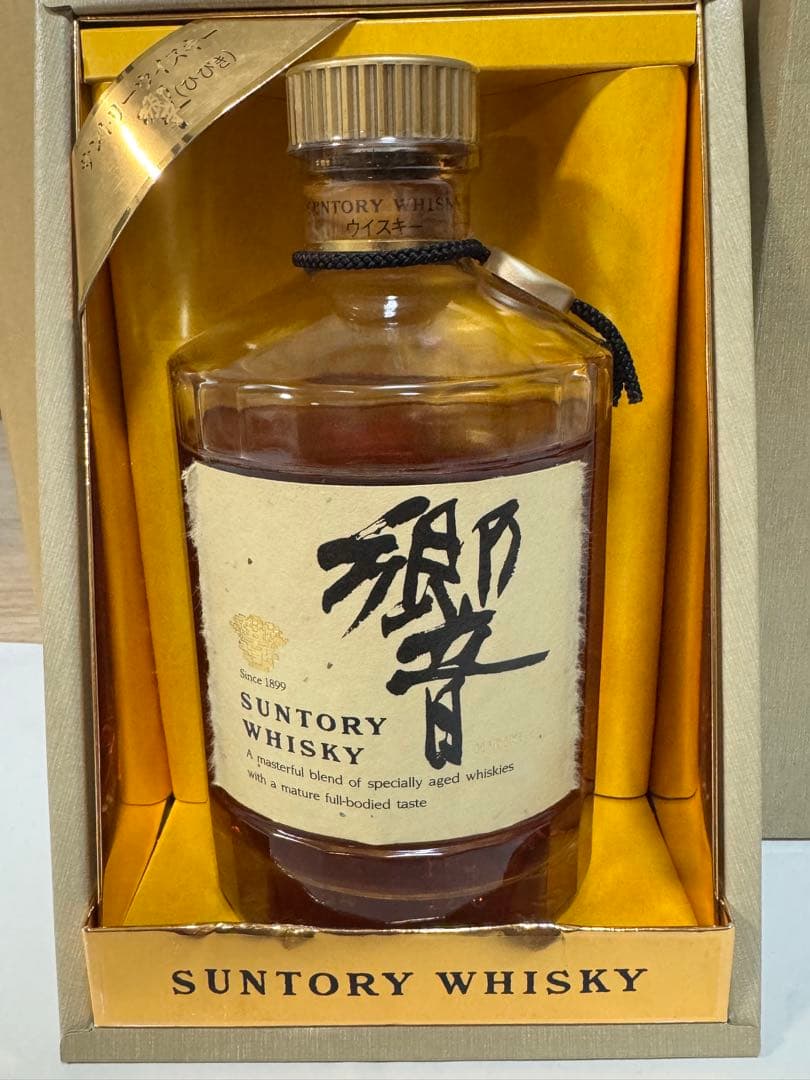 サントリーウイスキー
響(ひびき)
SUNTORY WHISKY
ウイスキー
響
Since 1899
SUNTORY
WHISKY
A masterful blend of specially aged whiskies
with a mature full-bodied taste
SUNTORY WHISKY